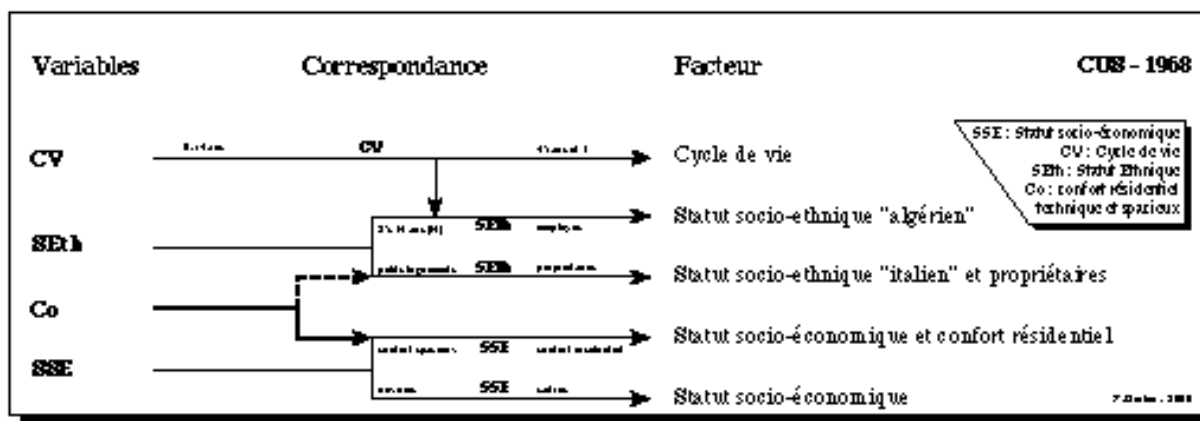 Variables Correspondance Facteur CUS - 1968
SSE : Statut socio-économique
CV : Cycle de vie
SEth : Statut Ethnique
Co : confort résidentiel
technique et spacieux
CV CV Cycle de vie
SEth Statut socio-ethnique "algérien"
SEth
SEth Statut socio-ethnique "italien" et propriétaires
Co
SSE Statut socio-économique et confort résidentiel
SSE
SSE Statut socio-économique